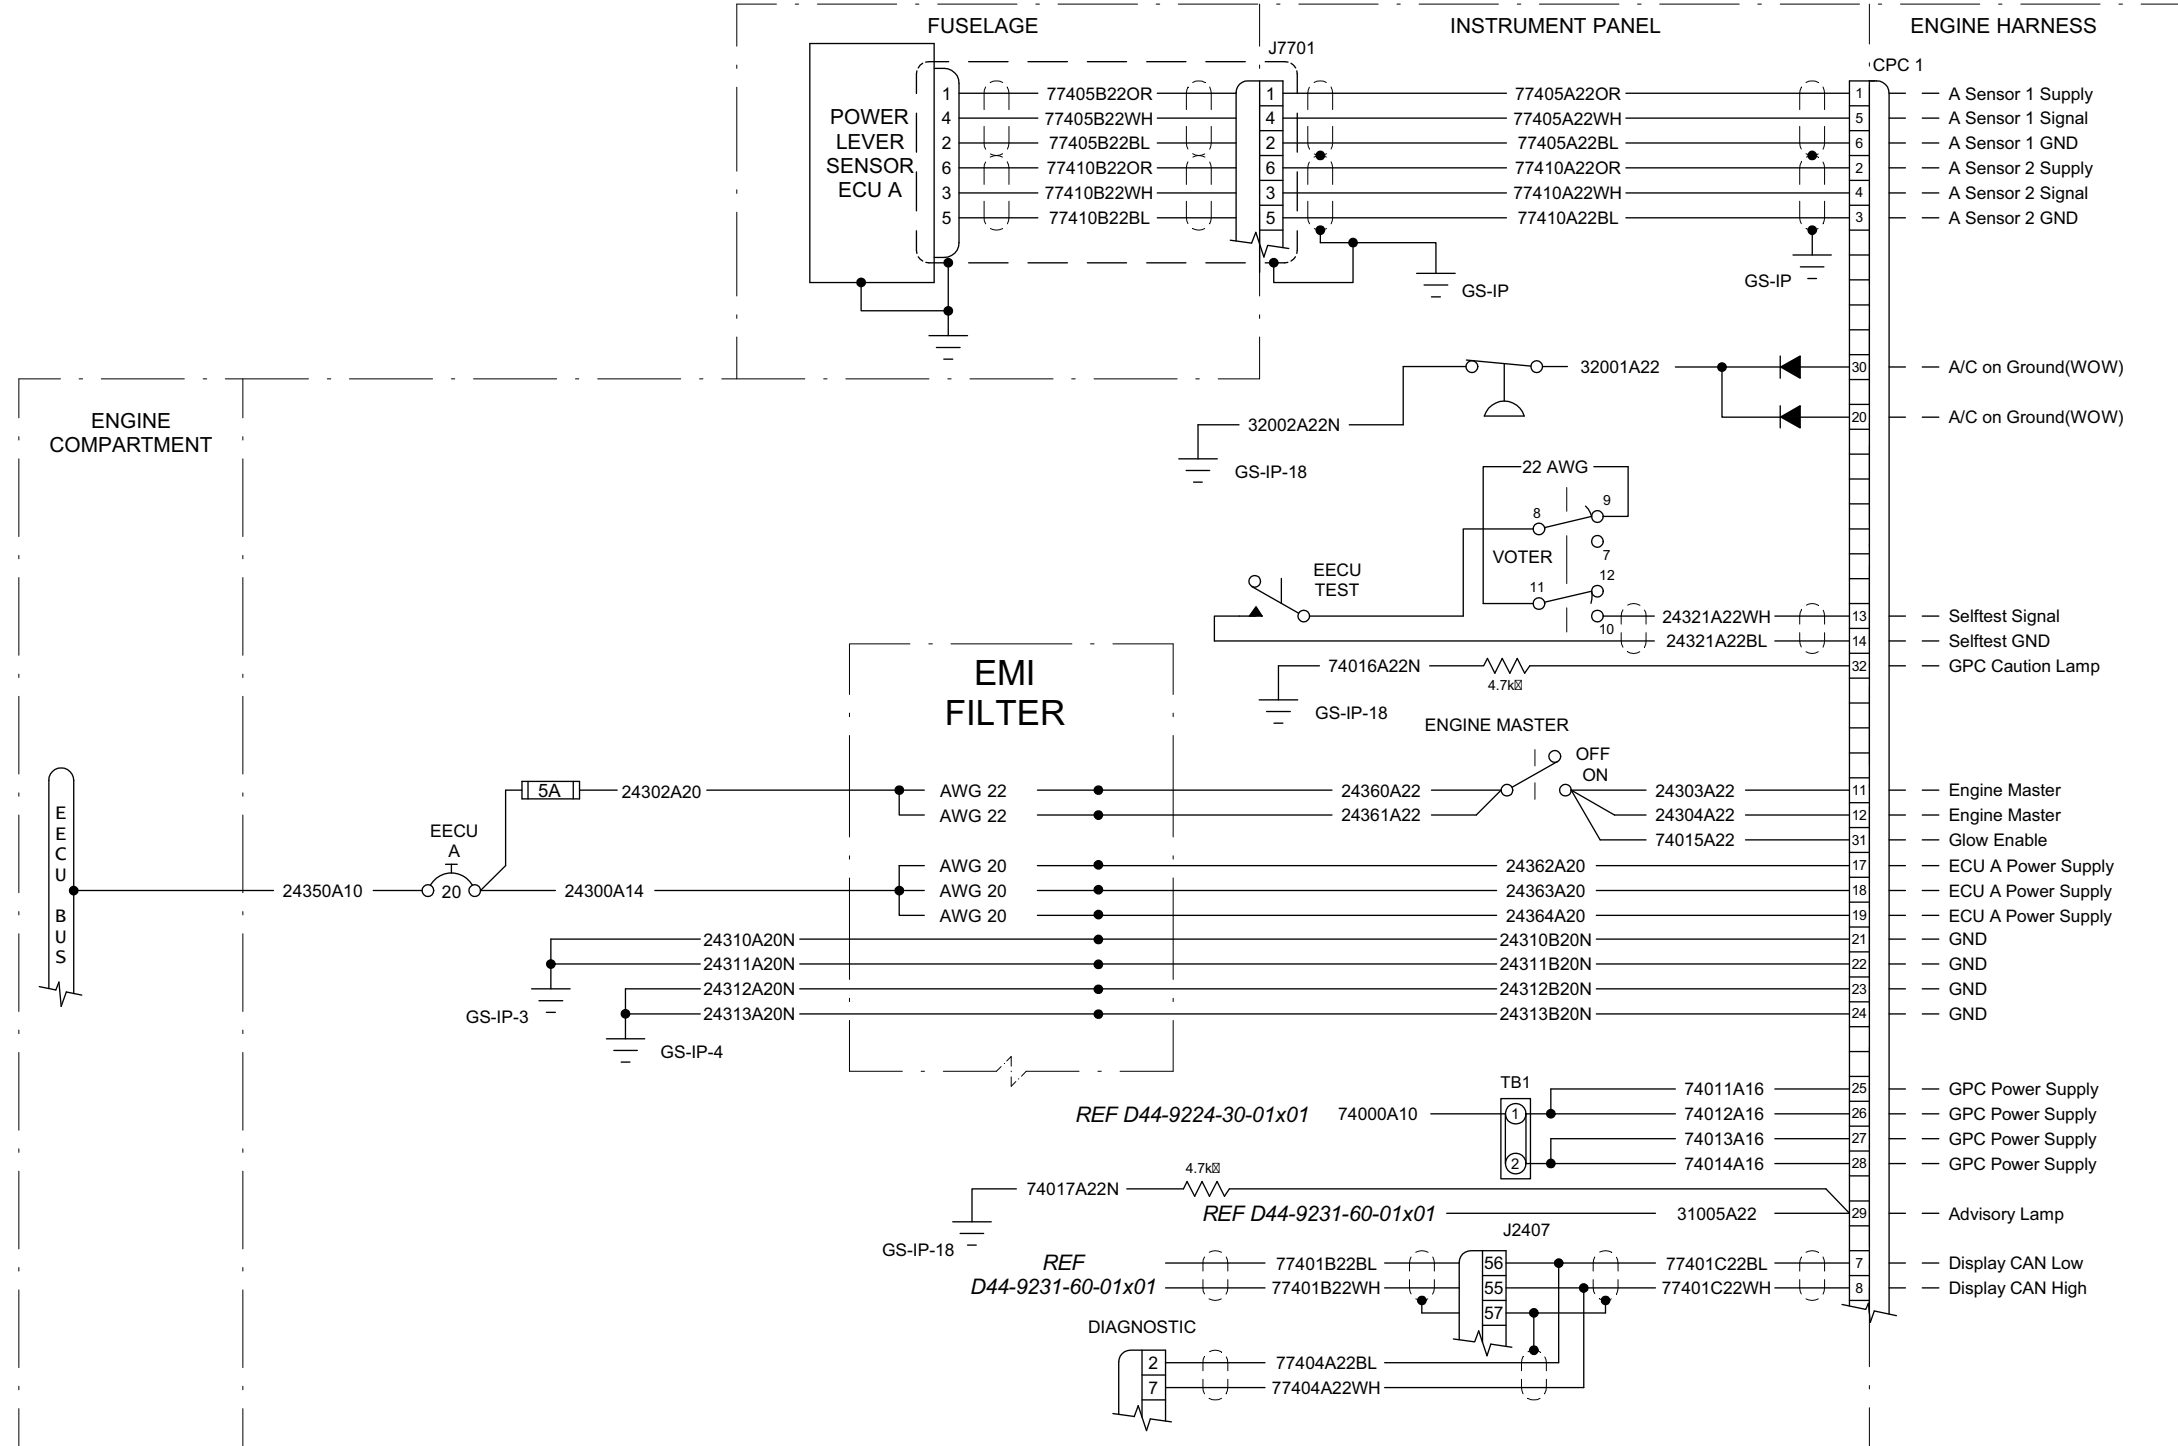 FUSELAGE
INSTRUMENT PANEL
ENGINE HARNESS
J7701
CPC 1
POWER
LEVER
SENSOR
ECU A
1 77405B22OR 1 77405A22OR 1 A Sensor 1 Supply
4 77405B22WH 4 77405A22WH 5 A Sensor 1 Signal
2 77405B22BL 2 77405A22BL 6 A Sensor 1 GND
6 77410B22OR 6 77410A22OR 2 A Sensor 2 Supply
3 77410B22WH 3 77410A22WH 4 A Sensor 2 Signal
5 77410B22BL 5 77410A22BL 3 A Sensor 2 GND
GS-IP
GS-IP
32001A22 30 A/C on Ground(WOW)
20 A/C on Ground(WOW)
32002A22N
GS-IP-18
ENGINE
COMPARTMENT
22 AWG
9
8
VOTER
7
12
11
10
EECU
TEST
24321A22WH 13 Selftest Signal
24321A22BL 14 Selftest GND
74016A22N 32 GPC Caution Lamp
4.7k
GS-IP-18
EMI
FILTER
ENGINE MASTER
OFF
ON
5A 24302A20 AWG 22 24360A22 24303A22 11 Engine Master
AWG 22 24361A22 24304A22 12 Engine Master
74015A22 31 Glow Enable
EECU BUS
EECU
A
AWG 20 24362A20 17 ECU A Power Supply
24350A10 20 24300A14 AWG 20 24363A20 18 ECU A Power Supply
AWG 20 24364A20 19 ECU A Power Supply
24310A20N 24310B20N 21 GND
24311A20N 24311B20N 22 GND
24312A20N 24312B20N 23 GND
24313A20N 24313B20N 24 GND
GS-IP-3
GS-IP-4
TB1
74011A16 25 GPC Power Supply
REF D44-9224-30-01x01 74000A10 1 74012A16 26 GPC Power Supply
74013A16 27 GPC Power Supply
2 74014A16 28 GPC Power Supply
4.7k
74017A22N
GS-IP-18
REF D44-9231-60-01x01 31005A22 29 Advisory Lamp
J2407
REF
D44-9231-60-01x01
77401B22BL 56 77401C22BL 7 Display CAN Low
77401B22WH 55 77401C22WH 8 Display CAN High
57
DIAGNOSTIC
2 77404A22BL
7 77404A22WH